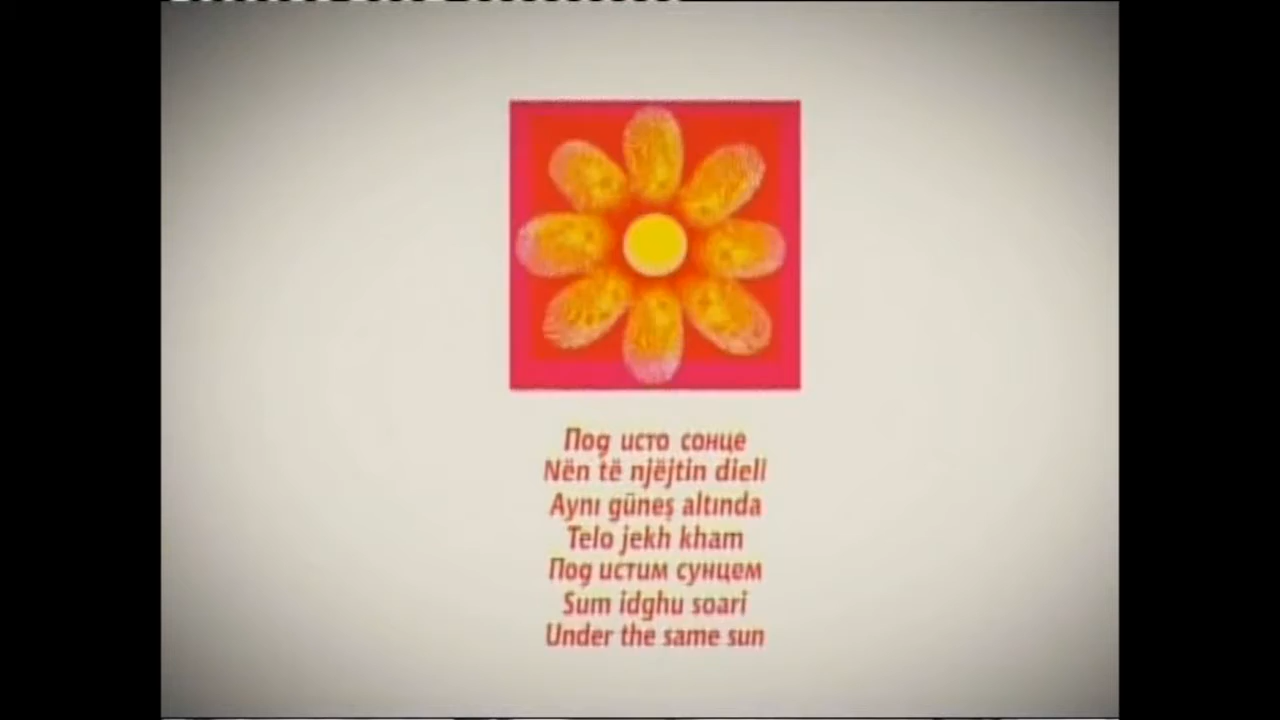 Под исто сонце
Nën të njëjtin diell
Aynı güneş altında
Telo jekh kham
Под истим сунцем
Sum idghu soari
Under the same sun